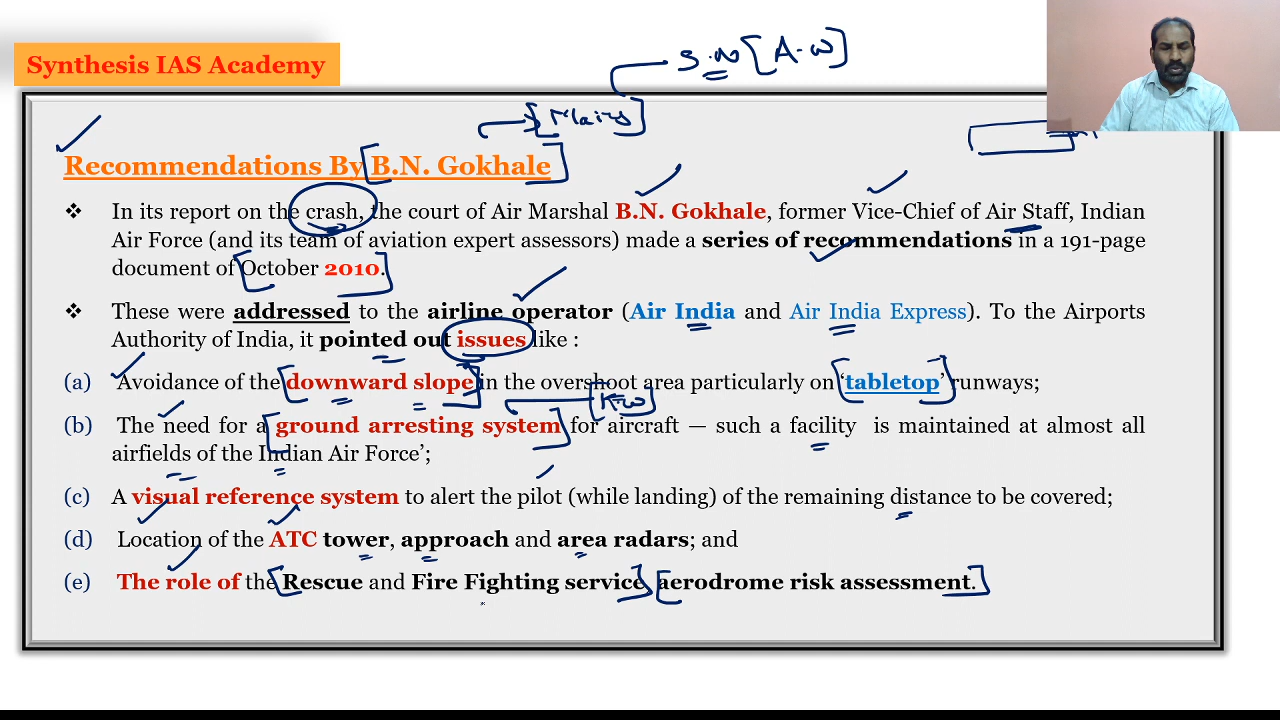 S.N [A-W]
Synthesis IAS Academy
[Mains]
Recommendations By B.N. Gokhale
❖ In its report on the crash, the court of Air Marshal B.N. Gokhale, former Vice-Chief of Air Staff, Indian
Air Force (and its team of aviation expert assessors) made a series of recommendations in a 191-page
document of October 2010.
❖ These were addressed to the airline operator (Air India and Air India Express). To the Airports
Authority of India, it pointed out issues like :
(a) Avoidance of the downward slope in the overshoot area particularly on ‘tabletop’ runways;
(b) The need for a ground arresting system for aircraft — such a facility is maintained at almost all
airfields of the Indian Air Force’;
(c) A visual reference system to alert the pilot (while landing) of the remaining distance to be covered;
(d) Location of the ATC tower, approach and area radars; and
(e) The role of the Rescue and Fire Fighting service aerodrome risk assessment.